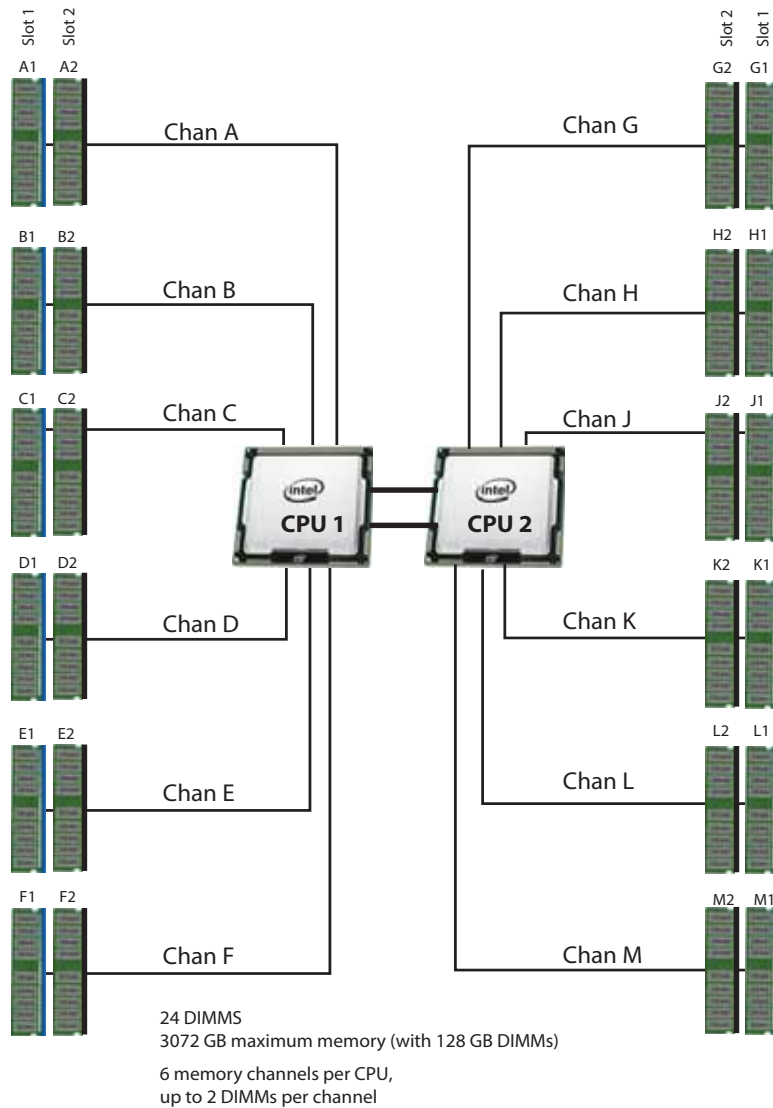 Slot 1 Slot 2 Slot 2 Slot 1
A1 A2 G2 G1
Chan A Chan G
B1 B2 H2 H1
Chan B Chan H
C1 C2 J2 J1
Chan C Chan J
intel intel
CPU 1 CPU 2
D1 D2 K2 K1
Chan D Chan K
E1 E2 L2 L1
Chan E Chan L
F1 F2 M2 M1
Chan F Chan M
24 DIMMS
3072 GB maximum memory (with 128 GB DIMMs)
6 memory channels per CPU,
up to 2 DIMMs per channel